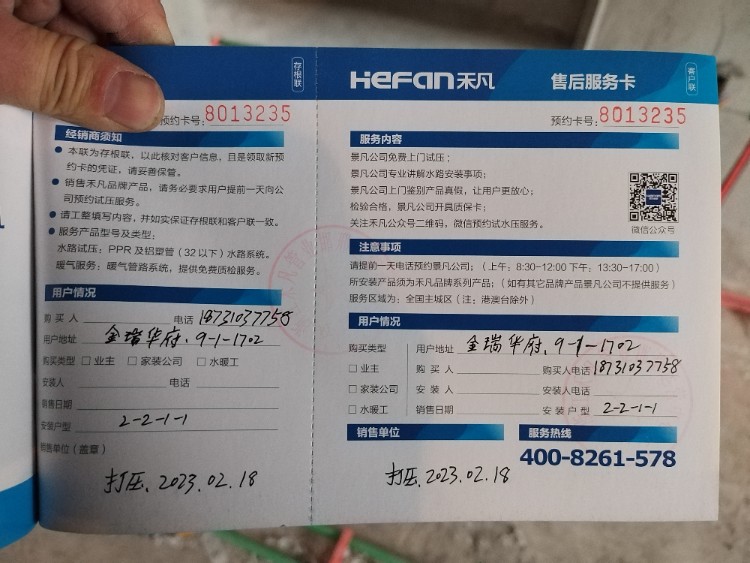 存根联
预约卡号：8013235
经销商须知
● 本联为存根联，以此核对客户信息，且是领取新预
约卡的凭证，请妥善保管。
● 销售禾凡品牌产品，请务必要求用户提前一天向公
司预约试压服务。
● 请工整填写内容，并如实保证存根联和客户联一致。
● 服务产品型号及类型；
水路试压：PPR及铝塑管（32以下）水路系统。
暖气服务：暖气管路系统，提供免费质检服务。
用户情况
购买人 电话 18731037758
用户地址 金瑞华府、9-1-1702
购买类型 □ 业主 □ 家装公司 □ 水暖工
安装人 电话
销售日期
安装户型 2-2-1-1
销售单位（盖章）
打压、2023.02.18
HeFan禾凡 售后服务卡
客户联
预约卡号：8013235
服务内容
景凡公司免费上门试压；
景凡公司专业讲解水路安装事项；
景凡公司上门鉴别产品真假，让用户更放心；
检验合格，景凡公司开具质保卡；
关注禾凡公众号二维码，微信预约试水压服务。
微信公众号
注意事项
请提前一天电话预约景凡公司；（上午：8:30-12:00 下午：13:30-17:00）
所安装产品须为禾凡品牌系列产品；（如有其它品牌产品景凡公司不提供服务）
服务区域为：全国主城区（注：港澳台除外）
用户情况
购买类型 用户地址 金瑞华府、9-1-1702
□ 业主 购买人 购买人电话 18731037758
□ 家装公司 安装人 安装人电话
□ 水暖工 销售日期 安装户型 2-2-1-1
销售单位 服务热线
400-8261-578
打压、2023.02.18